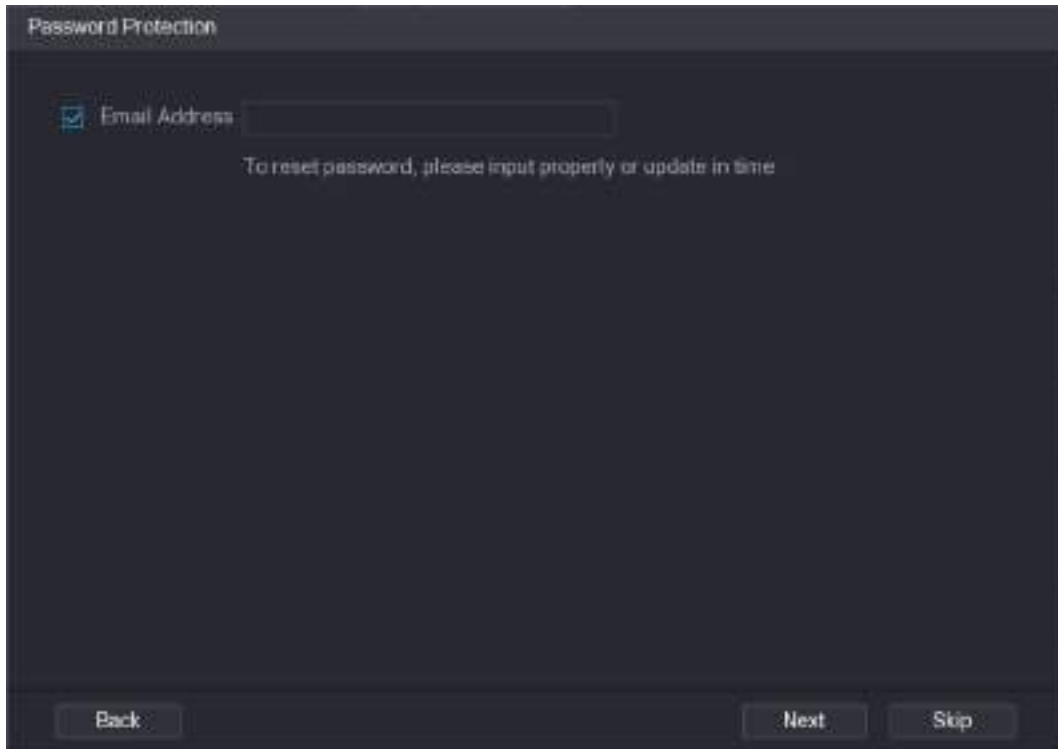 Password Protection
Email Address
To reset password, please input properly or update in time
Back Next Skip